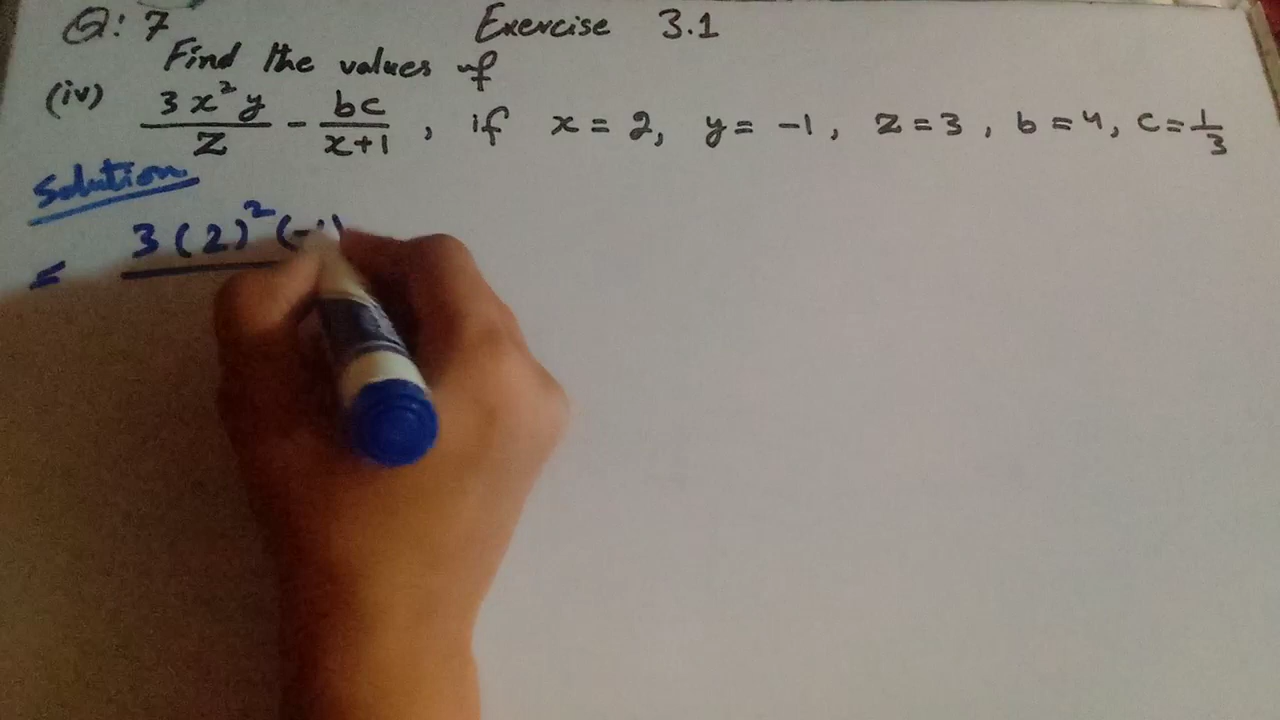 Q: 7 Exercise 3.1
Find the values of
(iv) 3x²y/z - bc/x+1, if x = 2, y = -1, z = 3, b = 4, c = 1/3
Solution
= 3(2)²(-1)